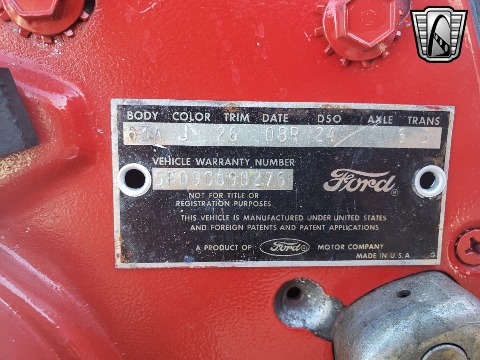 BODY COLOR TRIM DATE DSO AXLE TRANS
J 26 08R 24
VEHICLE WARRANTY NUMBER
Ford
NOT FOR TITLE OR
REGISTRATION PURPOSES
THIS VEHICLE IS MANUFACTURED UNDER UNITED STATES
AND FOREIGN PATENTS AND PATENT APPLICATIONS
A PRODUCT OF Ford MOTOR COMPANY
MADE IN U.S.A